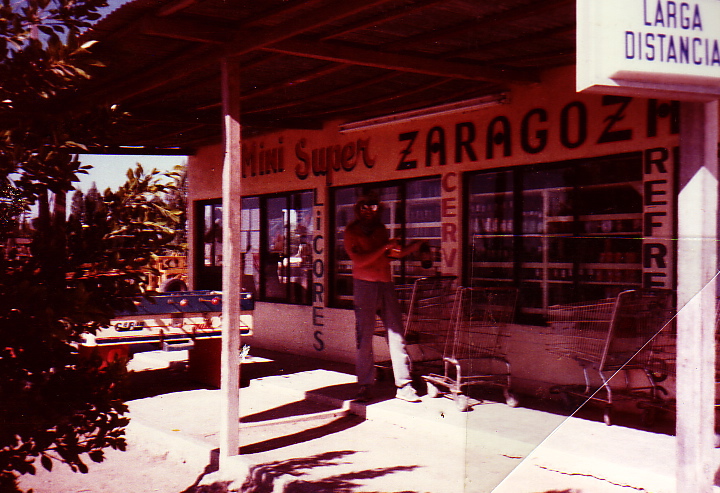 LARGA
DISTANCIA
Mini Super ZARAGOZA
LICORES
CERV
REFRE